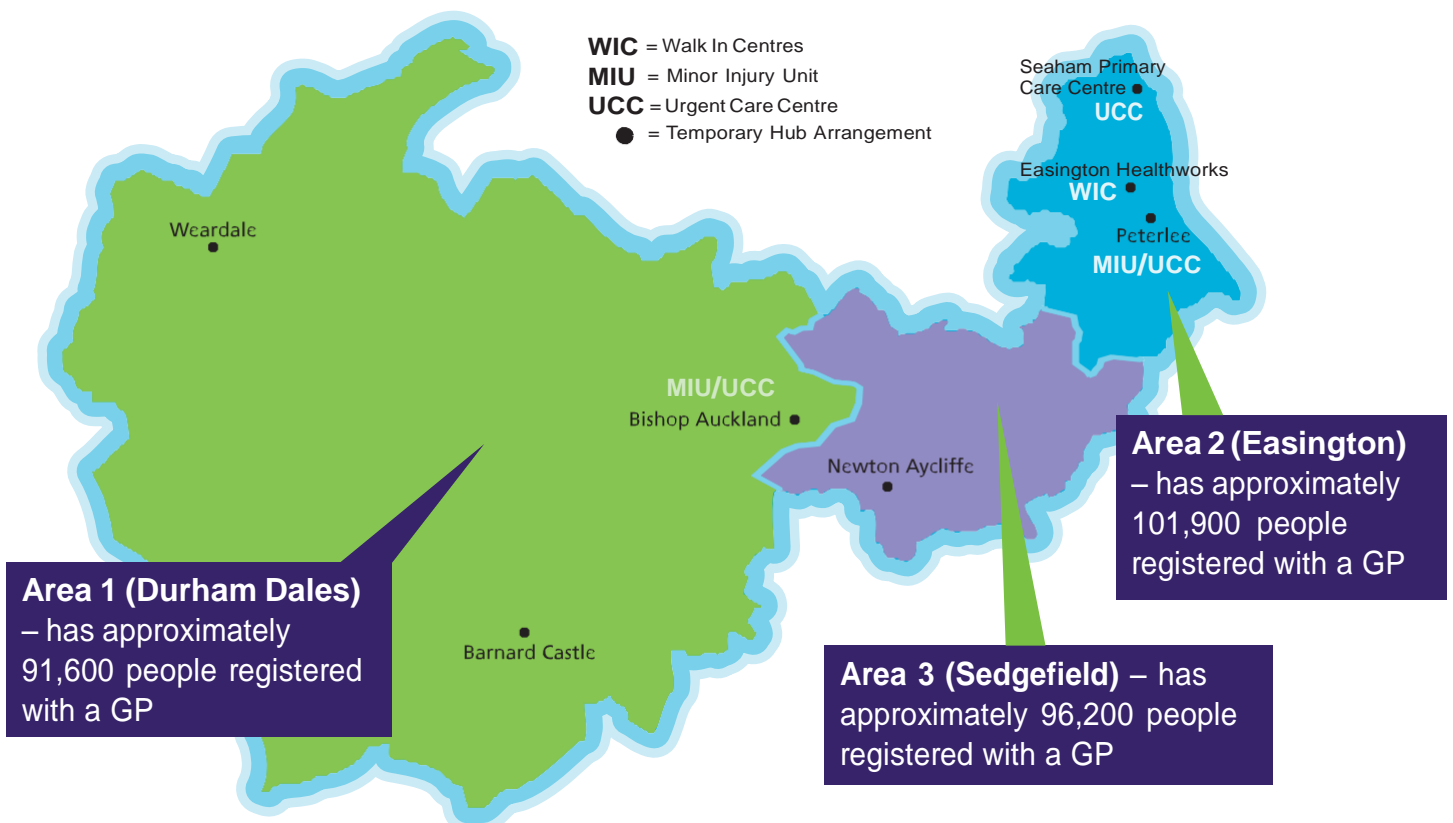 WIC = Walk In Centres
MIU = Minor Injury Unit
UCC = Urgent Care Centre
= Temporary Hub Arrangement
Seaham Primary
Care Centre
UCC
Easington Healthworks
WIC
Peterlee
MIU/UCC
Weardale
MIU/UCC
Bishop Auckland
Newton Aycliffe
Barnard Castle
Area 1 (Durham Dales)
– has approximately
91,600 people registered
with a GP
Area 2 (Easington)
– has approximately
101,900 people
registered with a GP
Area 3 (Sedgefield) – has
approximately 96,200 people
registered with a GP